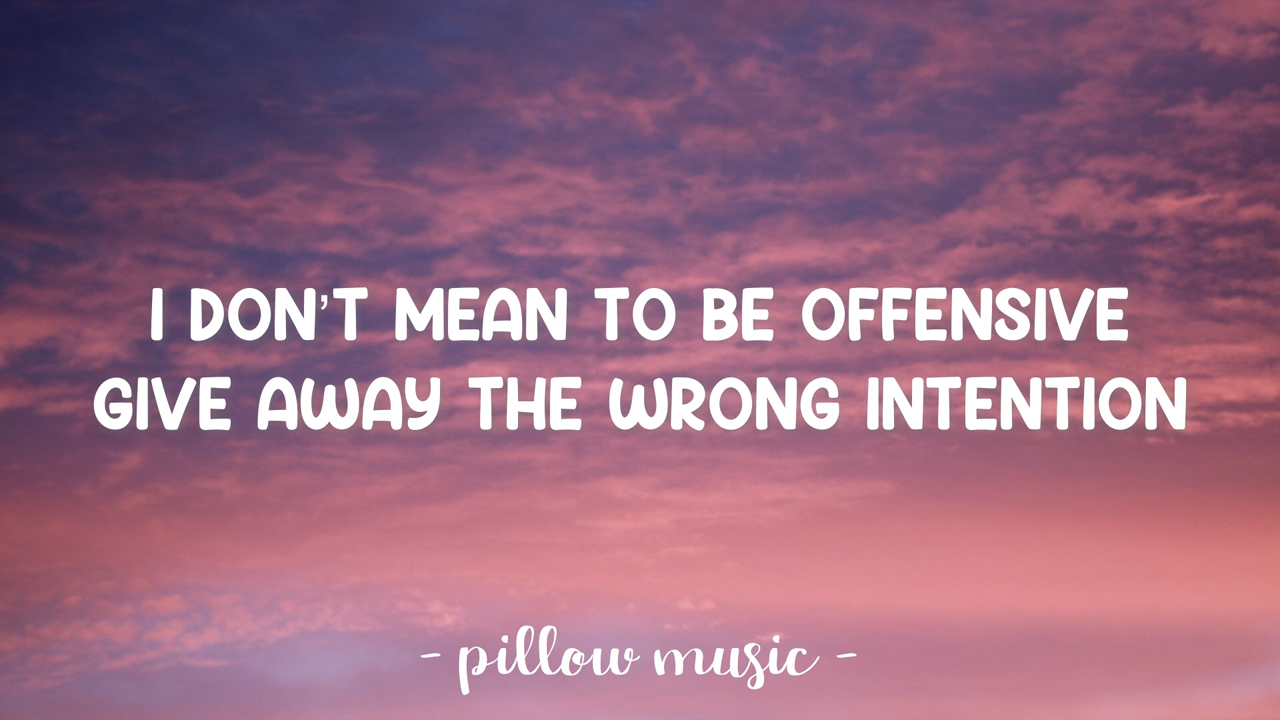 I DON'T MEAN TO BE OFFENSIVE
GIVE AWAY THE WRONG INTENTION
- pillow music -